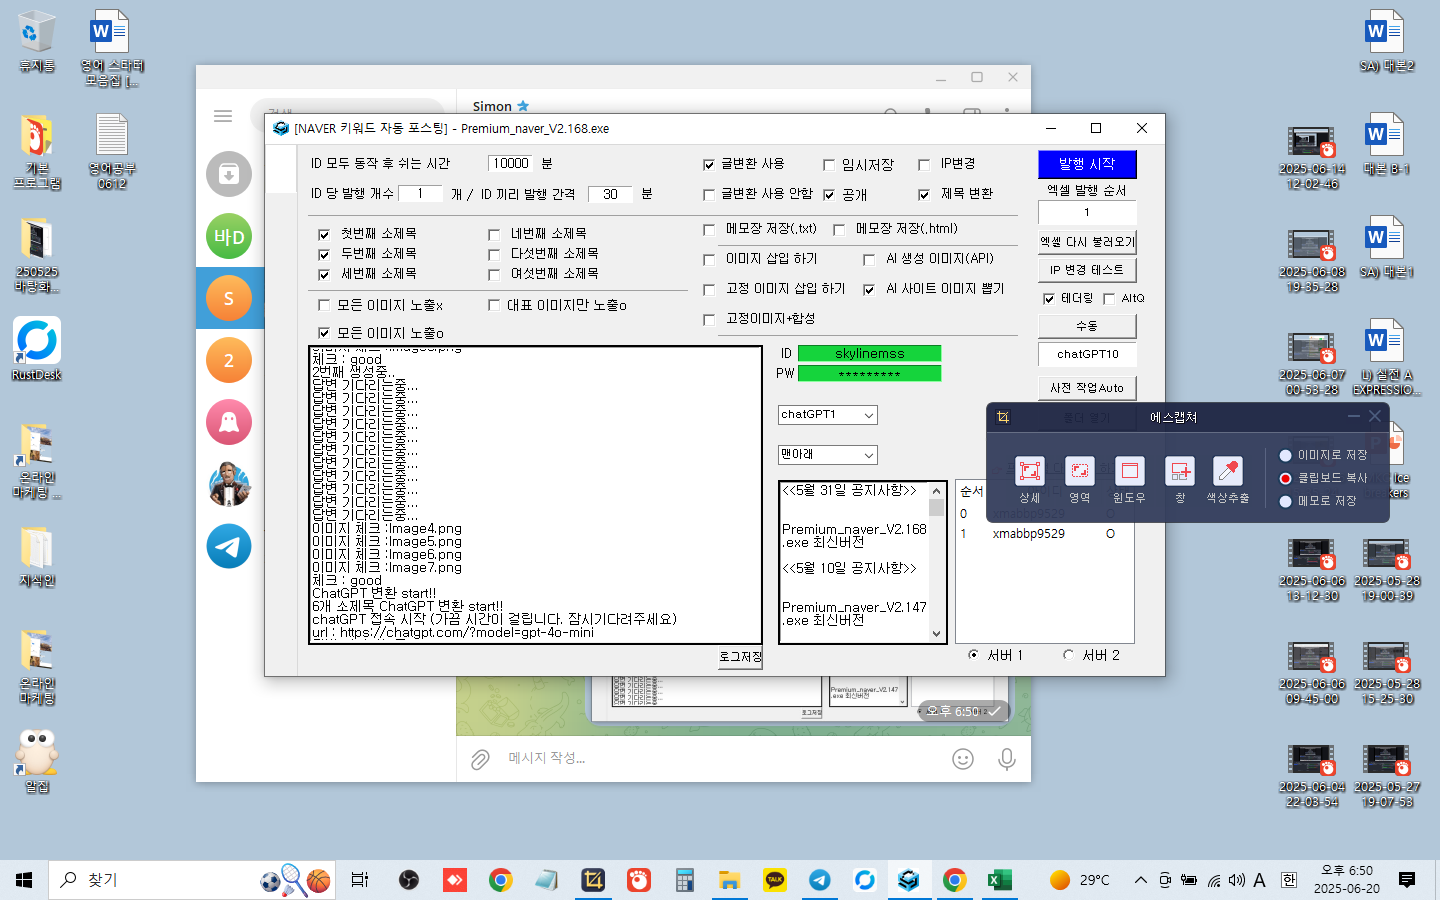 휴지통
영어 스타터
모음집 [...
기본
프로그램
영어공부
0612
250525
바탕화...
RustDesk
온라인
마케팅 ...
지식인
온라인
마케팅
알집
SA) 대본2
2025-06-14
12-02-46
대본 B-1
2025-06-08
19-35-28
SA) 대본1
2025-06-07
00-53-28
L) 실전 A
EXPRESSIO...
2025-06-06
13-12-30
2025-05-28
19-00-39
2025-06-06
09-45-00
2025-05-28
15-25-30
2025-06-04
22-03-54
2025-05-27
19-07-53
Simon
바D
S
2
[NAVER 키워드 자동 포스팅] - Premium_naver_V2.168.exe
ID 모두 동작 후 쉬는 시간 10000 분
ID 당 발행 개수 1 개 / ID 끼리 발행 간격 30 분
글변환 사용 임시저장 IP변경
글변환 사용 안함 공개 제목 변환
발행 시작
엑셀 발행 순서
1
엑셀 다시 불러오기
IP 변경 테스트
테더링 AltQ
수동
chatGPT10
사전 작업Auto
폴더 열기
첫번째 소제목 네번째 소제목
두번째 소제목 다섯번째 소제목
세번째 소제목 여섯번째 소제목
모든 이미지 노출x 대표 이미지만 노출o
모든 이미지 노출o
메모장 저장(.txt) 메모장 저장(.html)
이미지 삽입 하기 AI 생성 이미지(API)
고정 이미지 삽입 하기 AI 사이트 이미지 뽑기
고정이미지+합성
체크 : good
2번째 생성중..
답변 기다리는중...
답변 기다리는중...
답변 기다리는중...
답변 기다리는중...
답변 기다리는중...
답변 기다리는중...
답변 기다리는중...
답변 기다리는중...
답변 기다리는중...
답변 기다리는중...
답변 기다리는중...
이미지 체크 :Image4.png
이미지 체크 :Image5.png
이미지 체크 :Image6.png
이미지 체크 :Image7.png
체크 : good
ChatGPT 변환 start!!
6개 소제목 ChatGPT 변환 start!!
chatGPT 접속 시작 (가끔 시간이 걸립니다. 잠시기다려주세요)
url : https://chatgpt.com/?model=gpt-4o-mini
로그저장
ID skylinemss
PW *********
chatGPT1
맨아래
<<5월 31일 공지사항>>
Premium_naver_V2.168
.exe 최신버전
<<5월 10일 공지사항>>
Premium_naver_V2.147
.exe 최신버전
순서
0 xmabbp9529 O
1 xmabbp9529 O
서버 1 서버 2
에스캡쳐
상세 영역 윈도우 창 색상추출
이미지로 저장
클립보드 복사
메모로 저장
Premium_naver_V2.147
.exe 최신버전
로그저장
오후 6:50
메시지 작성...
찾기
TALK
29°C
A
한
오후 6:50
2025-06-20